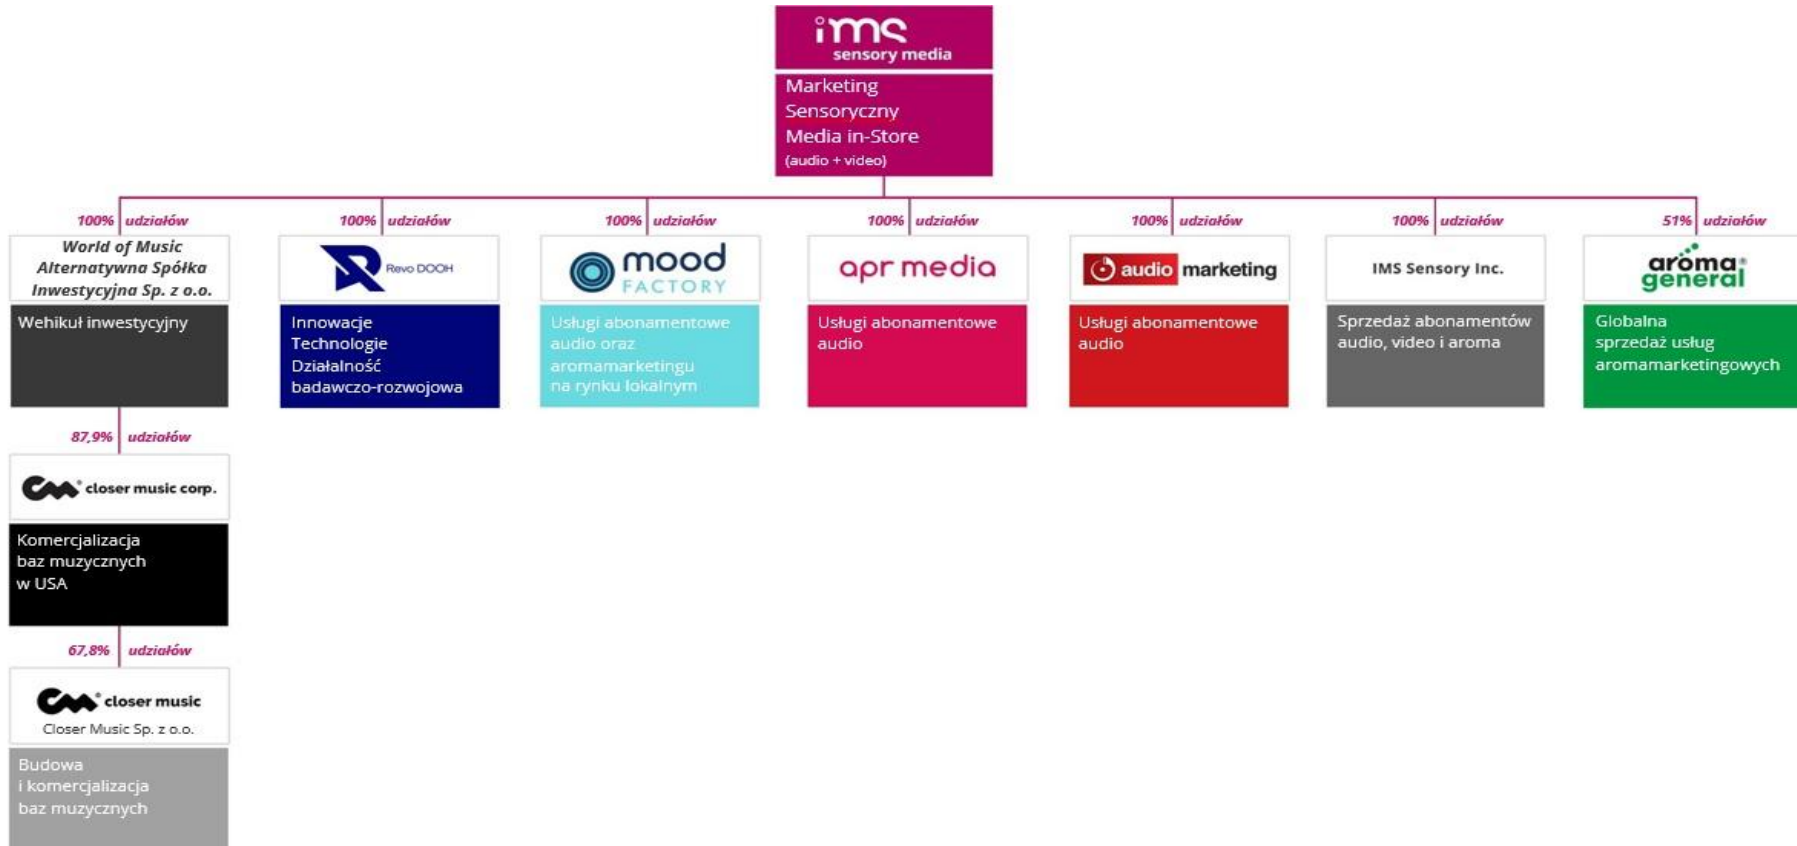 ims
sensory media
Marketing
Sensoryczny
Media in-Store
(audio + video)
100% udziałów
World of Music
Alternatywna Spółka
Inwestycyjna Sp. z o.o.
Wehikuł inwestycyjny
100% udziałów
Revo DOOH
Innowacje
Technologie
Działalność
badawczo-rozwojowa
100% udziałów
mood
FACTORY
Usługi abonamentowe
audio oraz
aromamarketingu
na rynku lokalnym
100% udziałów
apr media
Usługi abonamentowe
audio
100% udziałów
audio marketing
Usługi abonamentowe
audio
100% udziałów
IMS Sensory Inc.
Sprzedaż abonamentów
audio, video i aroma
51% udziałów
aröma®
general
Globalna
sprzedaż usług
aromamarketingowych
87,9% udziałów
cm® closer music corp.
Komercjalizacja
baz muzycznych
w USA
67,8% udziałów
cm® closer music
Closer Music Sp. z o.o.
Budowa
i komercjalizacja
baz muzycznych